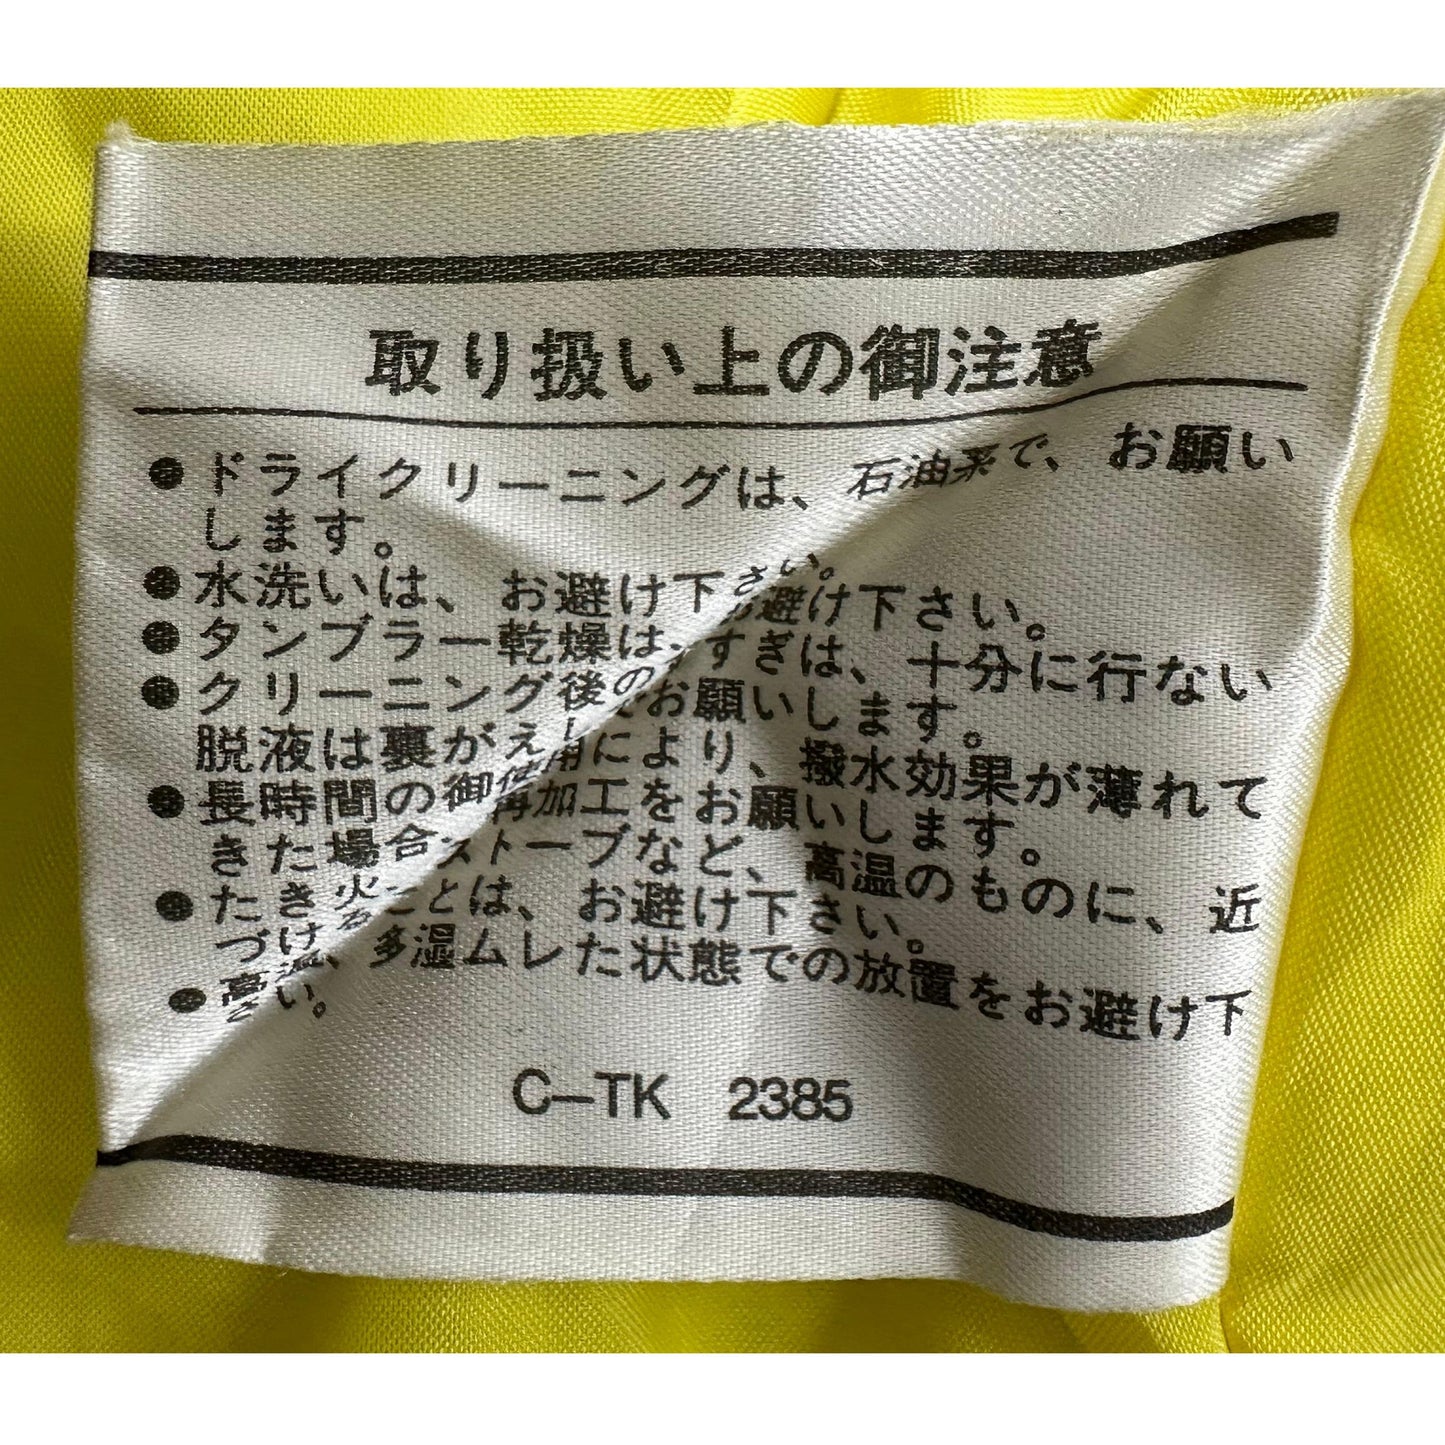 取り扱い上の御注意
●ドライクリーニングは、石油系で、お願い
します。
●水洗いは、お避け下さい。
●タンブラー乾燥は、お避け下さい。
●クリーニング後のすすぎは、十分に行ない
脱液は裏がえしでお願いします。
●長時間の御使用により、撥水効果が薄れて
きた場合再加工をお願いします。
●たき火、ストーブなど、高温のものに、近
づけることは、お避け下さい。
●高温、多湿ムレた状態での放置をお避け下
さい。
C-TK 2385